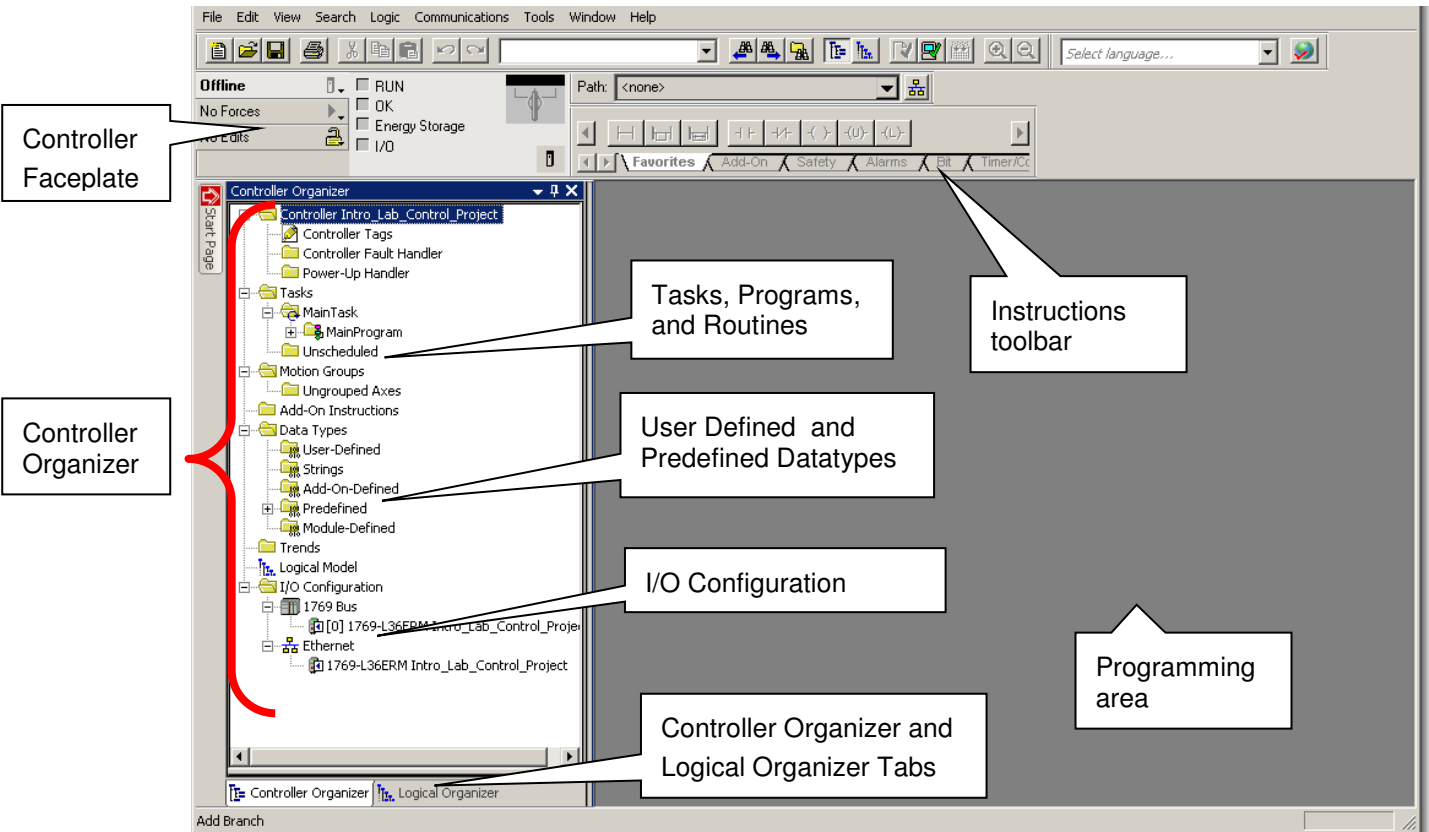 File Edit View Search Logic Communications Tools Window Help
Select language...
Offline
RUN
No Forces
OK
No Edits
Energy Storage
I/O
Path: <none>
Favorites Add-On Safety Alarms Bit Timer/Cc
Controller
Faceplate
Start Page
Controller Organizer
Controller Intro_Lab_Control_Project
Controller Tags
Controller Fault Handler
Power-Up Handler
Tasks
MainTask
MainProgram
Unscheduled
Motion Groups
Ungrouped Axes
Add-On Instructions
Data Types
User-Defined
Strings
Add-On-Defined
Predefined
Module-Defined
Trends
Logical Model
I/O Configuration
1769 Bus
[0] 1769-L36ERM Intro_Lab_Control_Proje
Ethernet
1769-L36ERM Intro_Lab_Control_Project
Controller Organizer Logical Organizer
Add Branch
Controller
Organizer
Tasks, Programs,
and Routines
Instructions
toolbar
User Defined and
Predefined Datatypes
I/O Configuration
Programming
area
Controller Organizer and
Logical Organizer Tabs